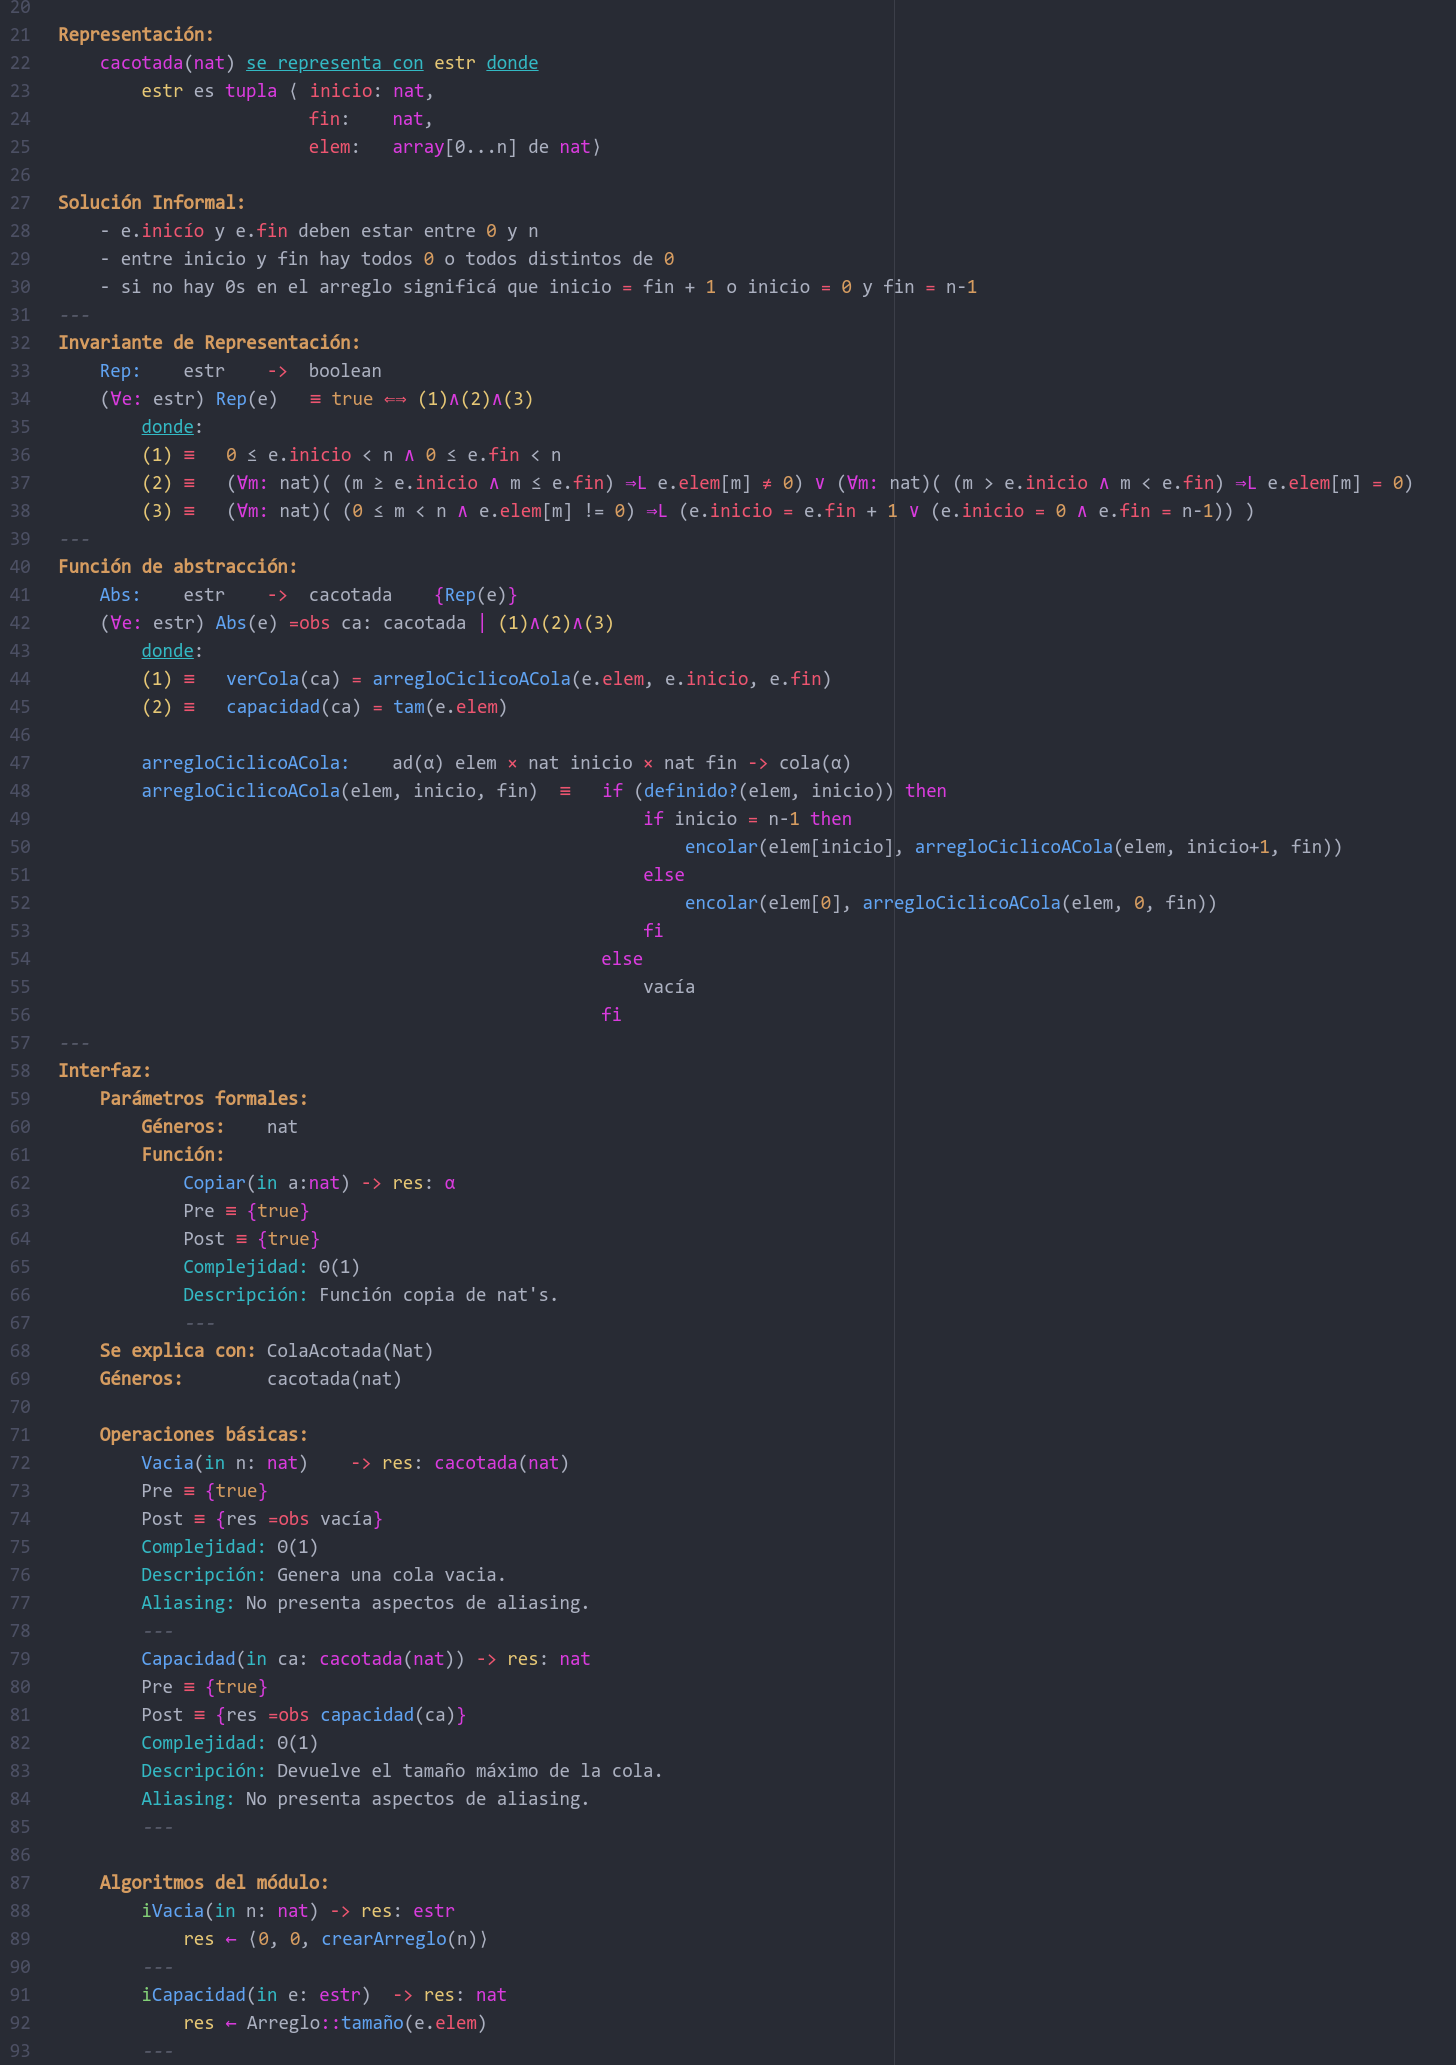 20
21 Representación:
22     cacotada(nat) se representa con estr donde
23         estr es tupla ⟨ inicio: nat,
24                         fin:    nat,
25                         elem:   array[0...n] de nat⟩
26
27 Solución Informal:
28     - e.inicío y e.fin deben estar entre 0 y n
29     - entre inicio y fin hay todos 0 o todos distintos de 0
30     - si no hay 0s en el arreglo significá que inicio = fin + 1 o inicio = 0 y fin = n-1
31 ---
32 Invariante de Representación:
33     Rep:    estr    ->  boolean
34     (∀e: estr) Rep(e)   ≡ true ⟺ (1)∧(2)∧(3)
35         donde:
36         (1) ≡   0 ≤ e.inicio < n ∧ 0 ≤ e.fin < n
37         (2) ≡   (∀m: nat)( (m ≥ e.inicio ∧ m ≤ e.fin) ⇒L e.elem[m] ≠ 0) ∨ (∀m: nat)( (m > e.inicio ∧ m < e.fin) ⇒L e.elem[m] = 0)
38         (3) ≡   (∀m: nat)( (0 ≤ m < n ∧ e.elem[m] != 0) ⇒L (e.inicio = e.fin + 1 ∨ (e.inicio = 0 ∧ e.fin = n-1)) )
39 ---
40 Función de abstracción:
41     Abs:    estr    ->  cacotada    {Rep(e)}
42     (∀e: estr) Abs(e) =obs ca: cacotada | (1)∧(2)∧(3)
43         donde:
44         (1) ≡   verCola(ca) = arregloCiclicoACola(e.elem, e.inicio, e.fin)
45         (2) ≡   capacidad(ca) = tam(e.elem)
46
47         arregloCiclicoACola:    ad(α) elem × nat inicio × nat fin -> cola(α)
48         arregloCiclicoACola(elem, inicio, fin)  ≡   if (definido?(elem, inicio)) then
49                                                         if inicio = n-1 then
50                                                             encolar(elem[inicio], arregloCiclicoACola(elem, inicio+1, fin))
51                                                         else
52                                                             encolar(elem[0], arregloCiclicoACola(elem, 0, fin))
53                                                         fi
54                                                     else
55                                                         vacía
56                                                     fi
57 ---
58 Interfaz:
59     Parámetros formales:
60         Géneros:    nat
61         Función:
62             Copiar(in a:nat) -> res: α
63             Pre ≡ {true}
64             Post ≡ {true}
65             Complejidad: Θ(1)
66             Descripción: Función copia de nat's.
67             ---
68     Se explica con: ColaAcotada(Nat)
69     Géneros:        cacotada(nat)
70
71     Operaciones básicas:
72         Vacia(in n: nat)    -> res: cacotada(nat)
73         Pre ≡ {true}
74         Post ≡ {res =obs vacía}
75         Complejidad: Θ(1)
76         Descripción: Genera una cola vacia.
77         Aliasing: No presenta aspectos de aliasing.
78         ---
79         Capacidad(in ca: cacotada(nat)) -> res: nat
80         Pre ≡ {true}
81         Post ≡ {res =obs capacidad(ca)}
82         Complejidad: Θ(1)
83         Descripción: Devuelve el tamaño máximo de la cola.
84         Aliasing: No presenta aspectos de aliasing.
85         ---
86
87     Algoritmos del módulo:
88         iVacia(in n: nat) -> res: estr
89             res ← ⟨0, 0, crearArreglo(n)⟩
90         ---
91         iCapacidad(in e: estr)  -> res: nat
92             res ← Arreglo::tamaño(e.elem)
93         ---